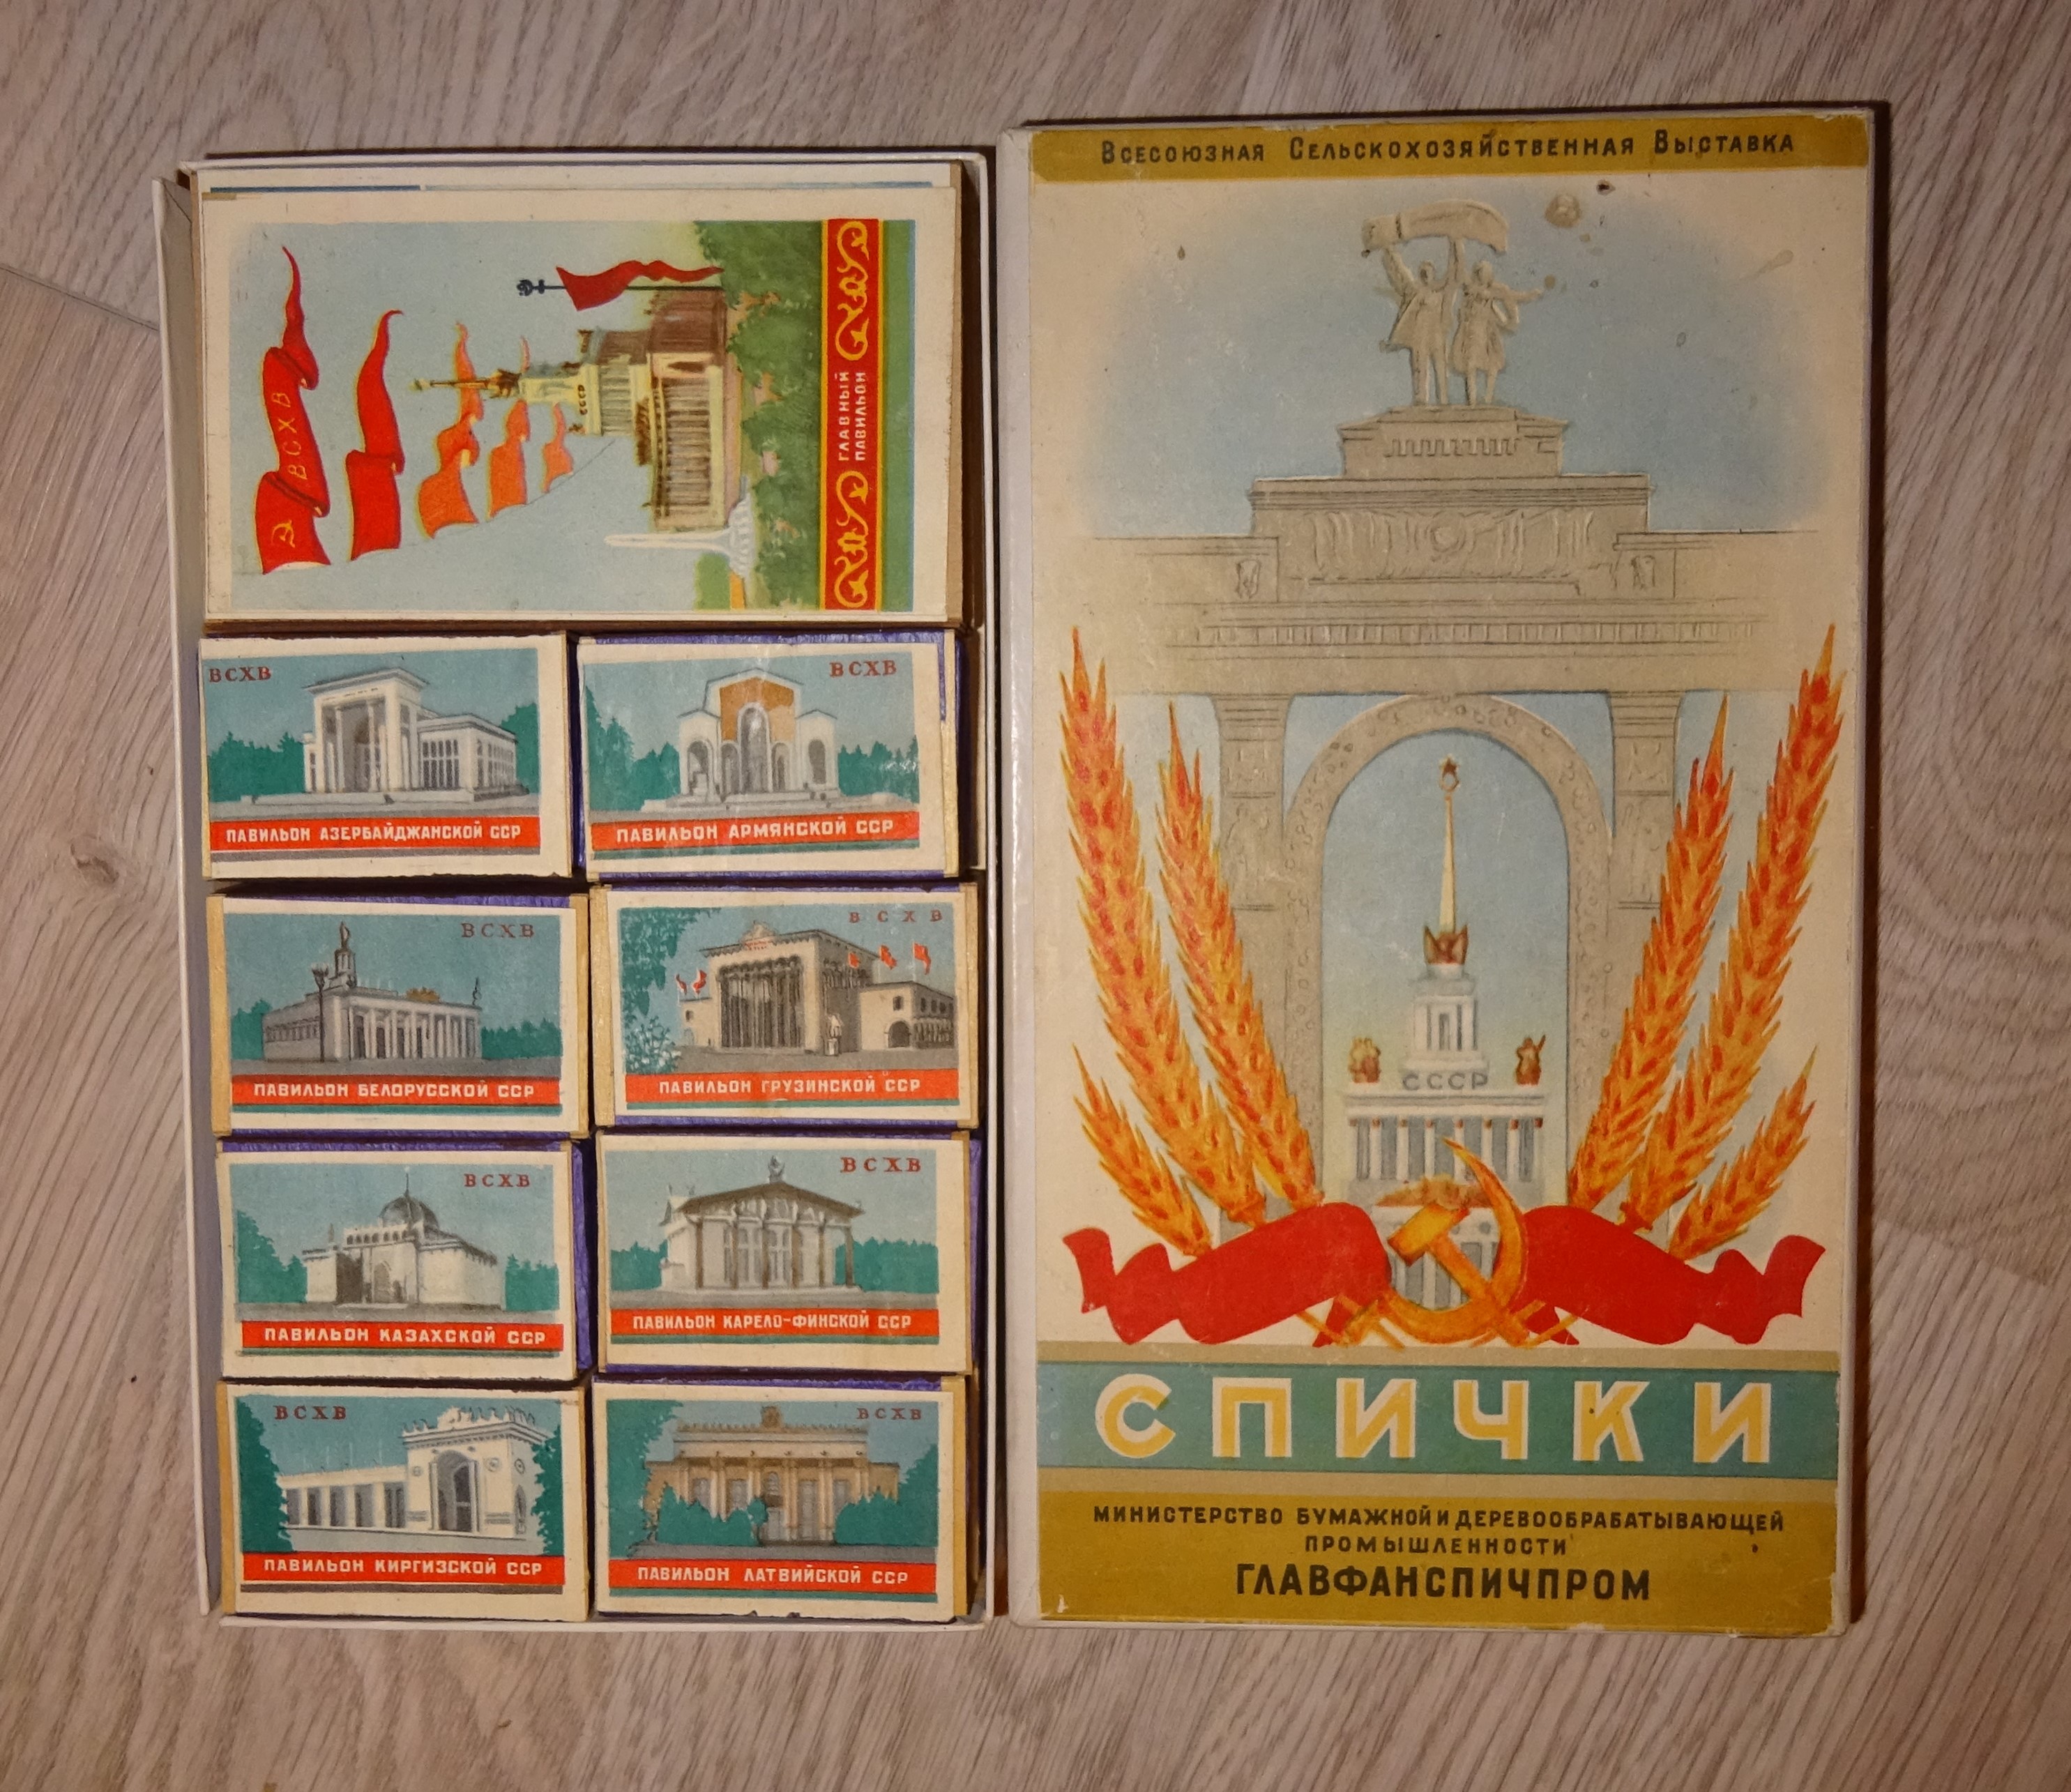 ВСХВ
СССР
ГЛАВНЫЙ
ПАВИЛЬОН
ВСХВ
ПАВИЛЬОН АЗЕРБАЙДЖАНСКОЙ ССР
ВСХВ
ПАВИЛЬОН АРМЯНСКОЙ ССР
ВСХВ
ПАВИЛЬОН БЕЛОРУССКОЙ ССР
ВСХВ
ПАВИЛЬОН ГРУЗИНСКОЙ ССР
ВСХВ
ПАВИЛЬОН КАЗАХСКОЙ ССР
ВСХВ
ПАВИЛЬОН КАРЕЛО-ФИНСКОЙ ССР
ВСХВ
ПАВИЛЬОН КИРГИЗСКОЙ ССР
ВСХВ
ПАВИЛЬОН ЛАТВИЙСКОЙ ССР
ВСЕСОЮЗНАЯ СЕЛЬСКОХОЗЯЙСТВЕННАЯ ВЫСТАВКА
СССР
СПИЧКИ
МИНИСТЕРСТВО БУМАЖНОЙ И ДЕРЕВООБРАБАТЫВАЮЩЕЙ
ПРОМЫШЛЕННОСТИ
ГЛАВФАНСПИЧПРОМ